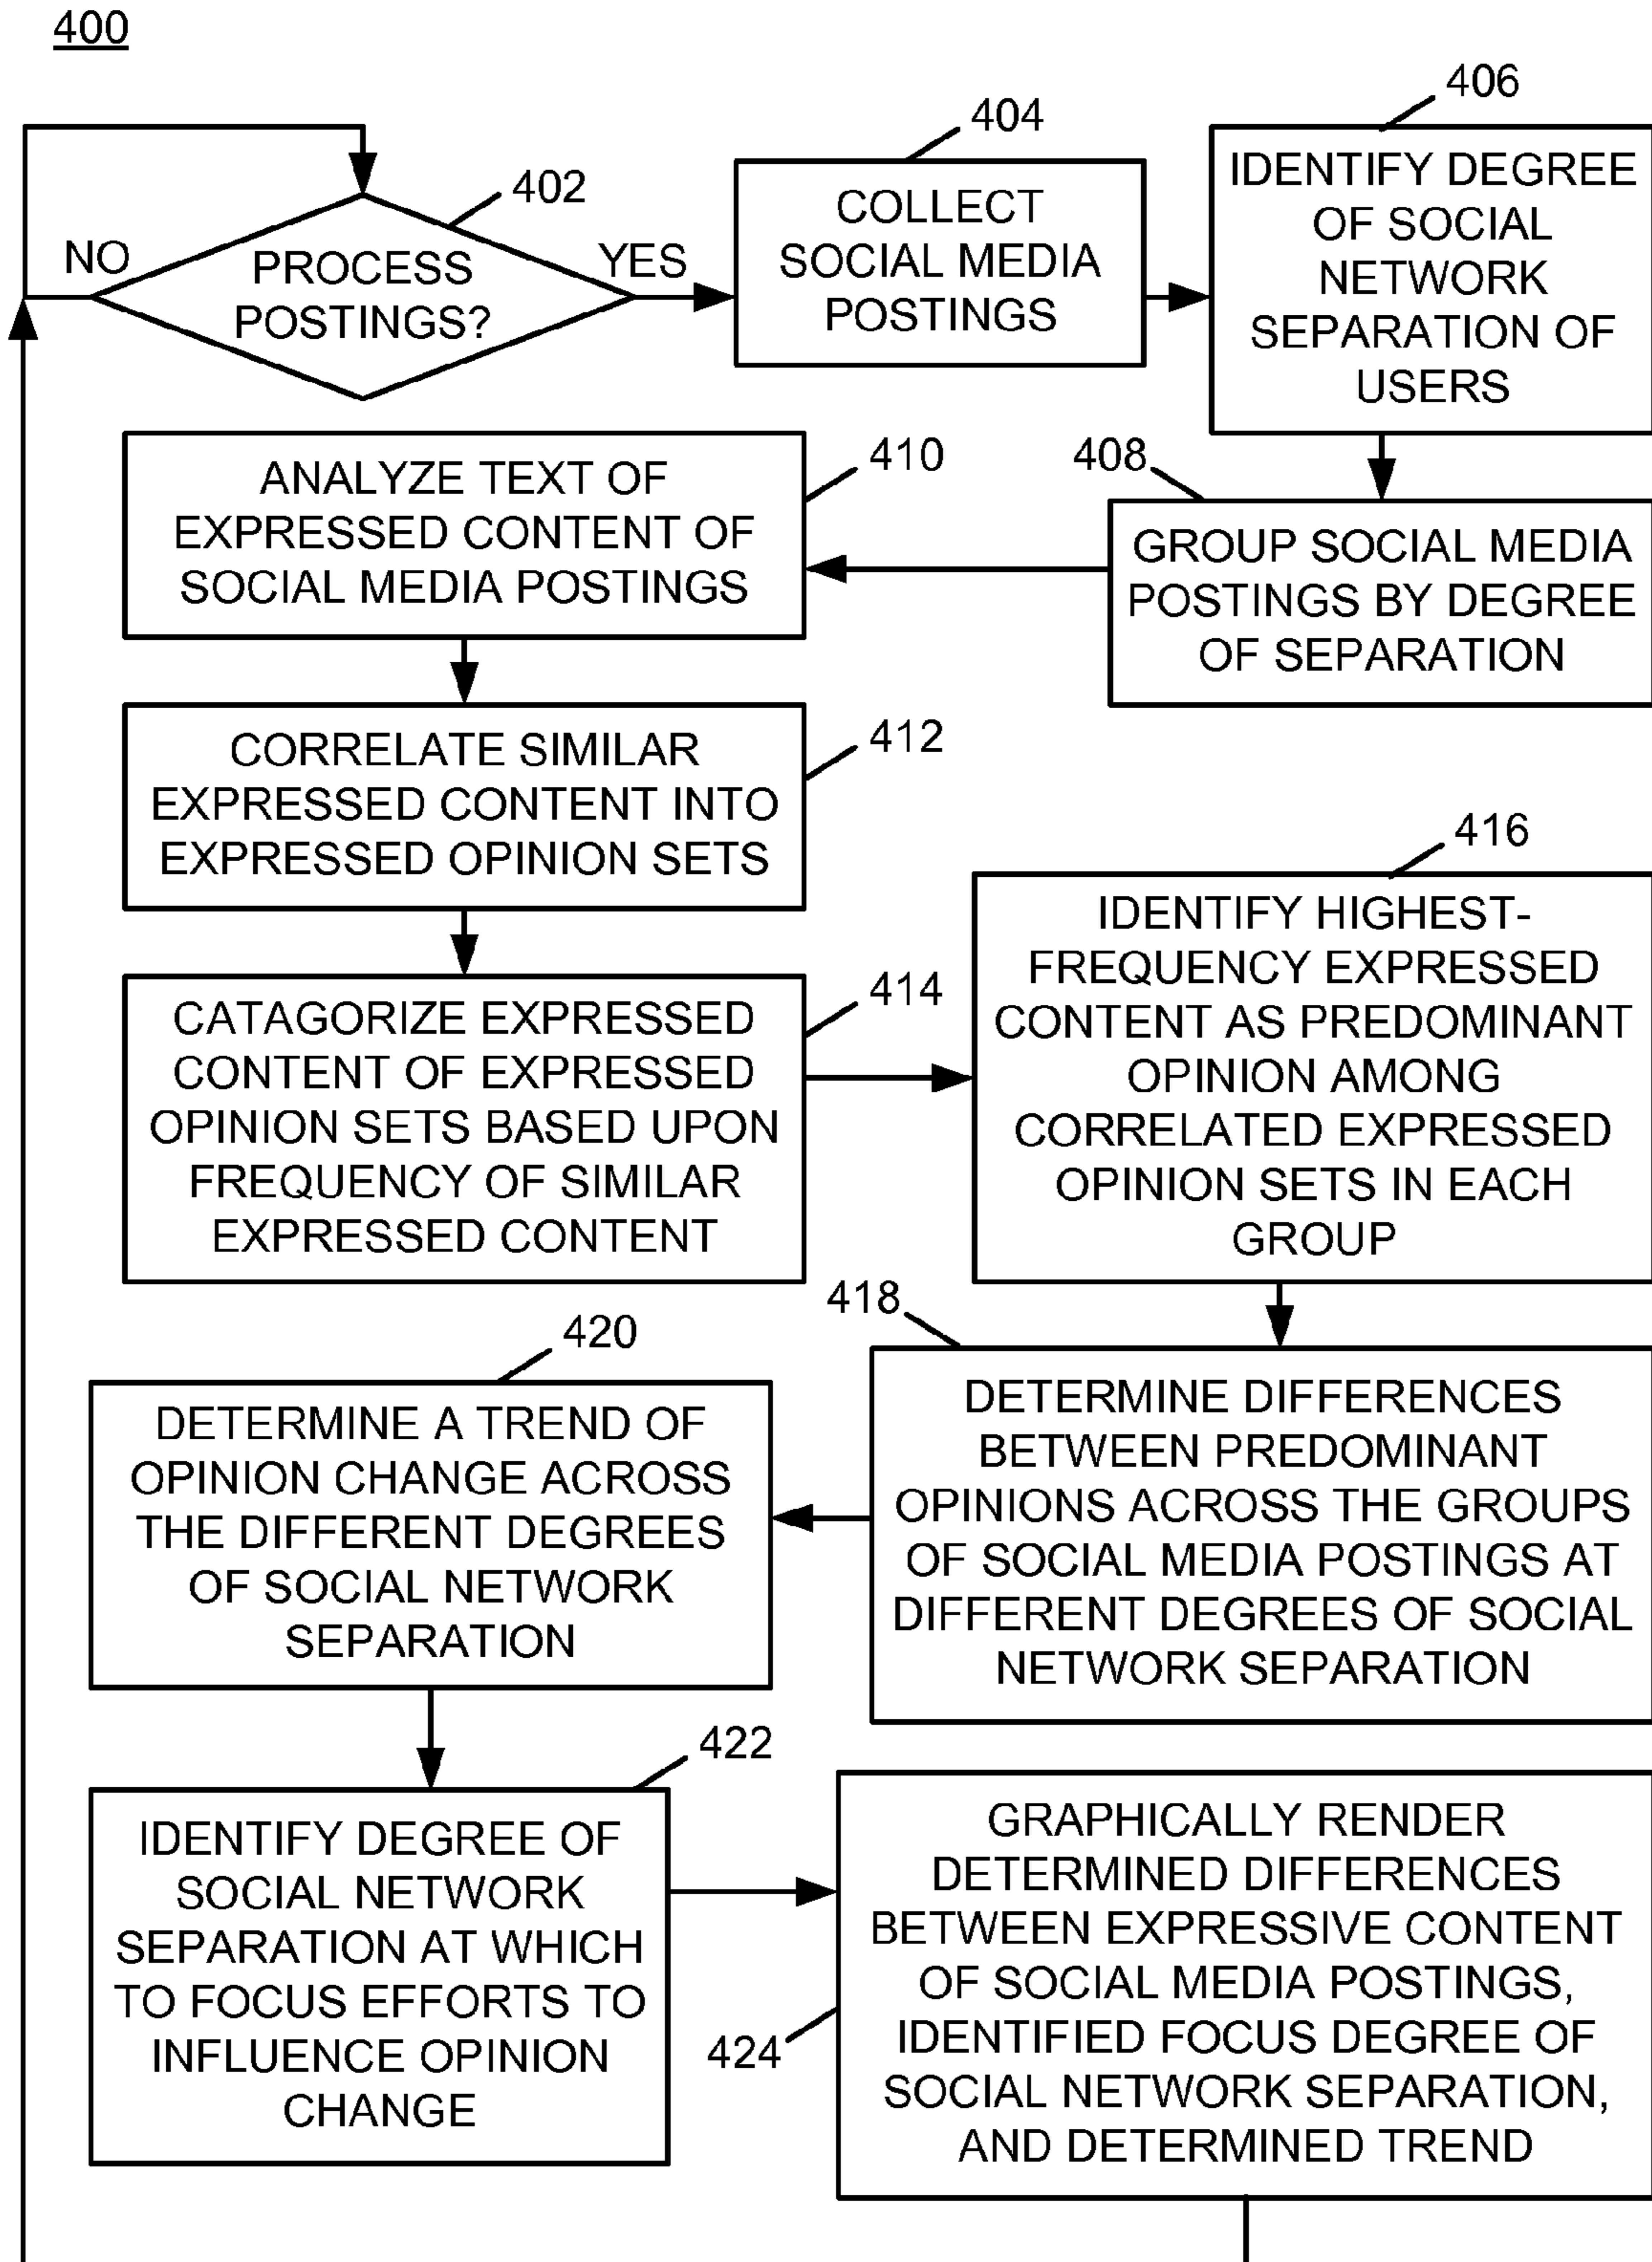 400
402
NO
PROCESS
POSTINGS?
YES
404
COLLECT
SOCIAL MEDIA
POSTINGS
406
IDENTIFY DEGREE
OF SOCIAL
NETWORK
SEPARATION OF
USERS
408
GROUP SOCIAL MEDIA
POSTINGS BY DEGREE
OF SEPARATION
410
ANALYZE TEXT OF
EXPRESSED CONTENT OF
SOCIAL MEDIA POSTINGS
412
CORRELATE SIMILAR
EXPRESSED CONTENT INTO
EXPRESSED OPINION SETS
414
CATAGORIZE EXPRESSED
CONTENT OF EXPRESSED
OPINION SETS BASED UPON
FREQUENCY OF SIMILAR
EXPRESSED CONTENT
416
IDENTIFY HIGHEST-
FREQUENCY EXPRESSED
CONTENT AS PREDOMINANT
OPINION AMONG
CORRELATED EXPRESSED
OPINION SETS IN EACH
GROUP
418
DETERMINE DIFFERENCES
BETWEEN PREDOMINANT
OPINIONS ACROSS THE GROUPS
OF SOCIAL MEDIA POSTINGS AT
DIFFERENT DEGREES OF SOCIAL
NETWORK SEPARATION
420
DETERMINE A TREND OF
OPINION CHANGE ACROSS
THE DIFFERENT DEGREES
OF SOCIAL NETWORK
SEPARATION
422
IDENTIFY DEGREE OF
SOCIAL NETWORK
SEPARATION AT WHICH
TO FOCUS EFFORTS TO
INFLUENCE OPINION
CHANGE
424
GRAPHICALLY RENDER
DETERMINED DIFFERENCES
BETWEEN EXPRESSIVE CONTENT
OF SOCIAL MEDIA POSTINGS,
IDENTIFIED FOCUS DEGREE OF
SOCIAL NETWORK SEPARATION,
AND DETERMINED TREND